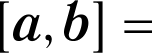 [a, b] =